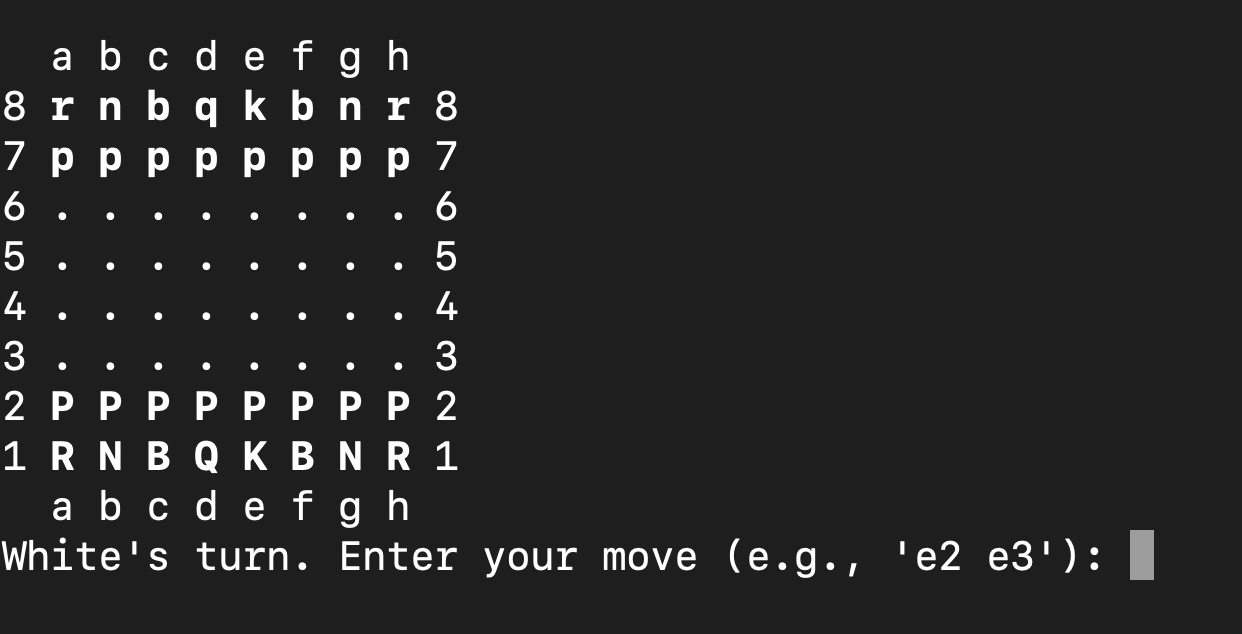 a b c d e f g h
8 r n b q k b n r 8
7 p p p p p p p p 7
6 . . . . . . . . 6
5 . . . . . . . . 5
4 . . . . . . . . 4
3 . . . . . . . . 3
2 P P P P P P P P 2
1 R N B Q K B N R 1
  a b c d e f g h
White's turn. Enter your move (e.g., 'e2 e3'):